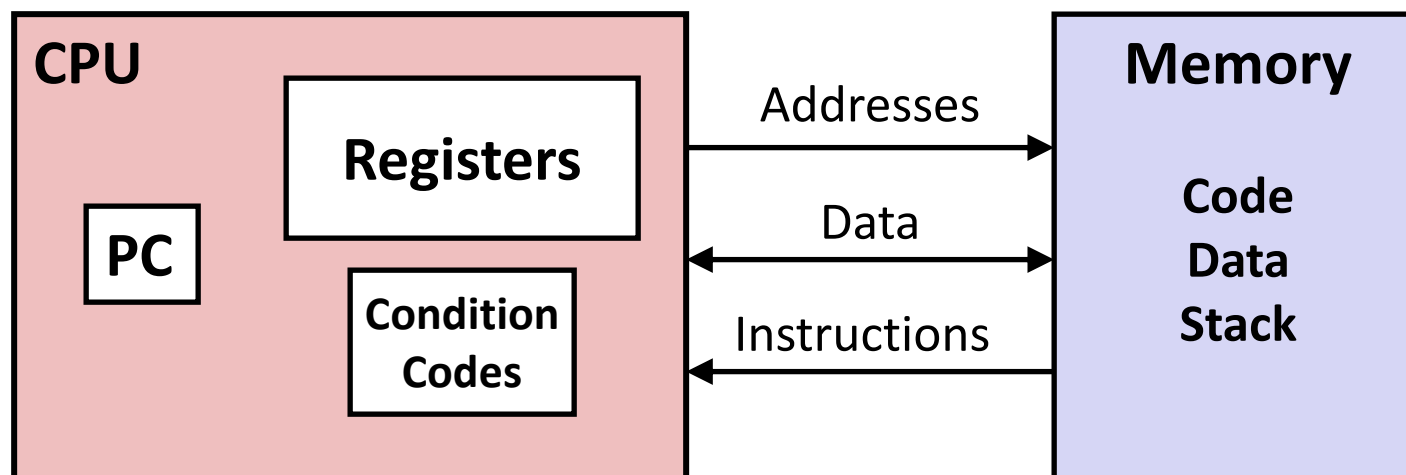 CPU
Registers
PC
Condition
Codes
Addresses
Data
Instructions
Memory
Code
Data
Stack